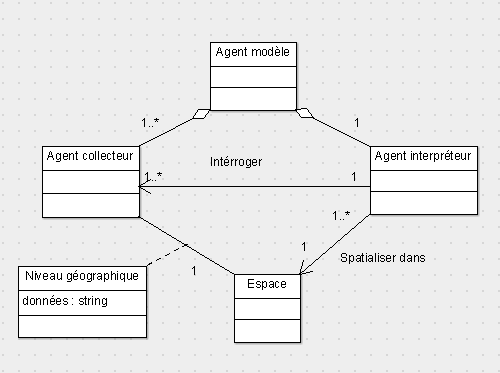 Agent modèle
1..*
1
Agent collecteur
Intérroger
Agent interpréteur
1..*
1
1..*
1
Spatialiser dans
Niveau géographique
1
Espace
données : string